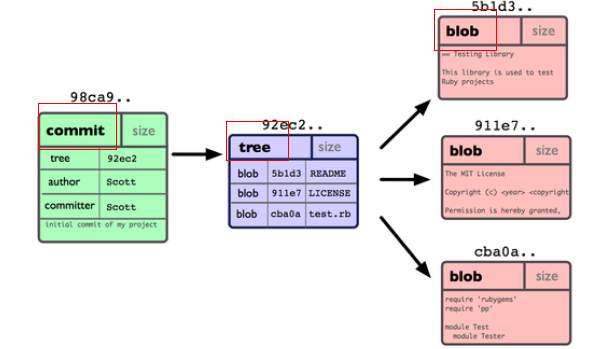 98ca9..
commit size
tree 92ec2
author Scott
committer Scott
initial commit of my project
92ec2..
tree size
blob 5b1d3 README
blob 911e7 LICENSE
blob cba0a test.rb
5b1d3..
blob size
== Testing Library
This library is used to test
Ruby projects
911e7..
blob size
The MIT License
Copyright (c) <year> <copyright
Permission is hereby granted,
cba0a..
blob size
require 'rubygems'
require 'pp'
module Test
module Tester